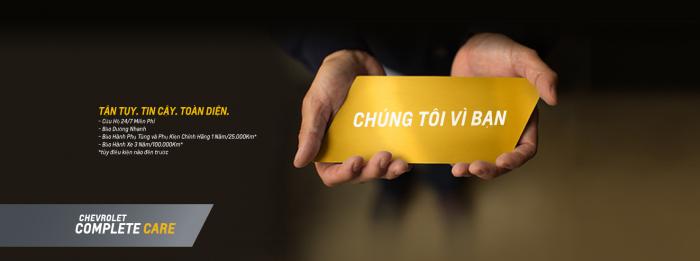 TẬN TỤY. TIN CẬY. TOÀN DIỆN.
- Cứu Hộ 24/7 Miễn Phí
- Bảo Dưỡng Nhanh
- Bảo Hành Phụ Tùng và Phụ Kiện Chính Hãng 1 Năm/25.000Km*
- Bảo Hành Xe 3 Năm/100.000Km*
*tùy điều kiện nào đến trước
CHÚNG TÔI VÌ BẠN
CHEVROLET
COMPLETE CARE